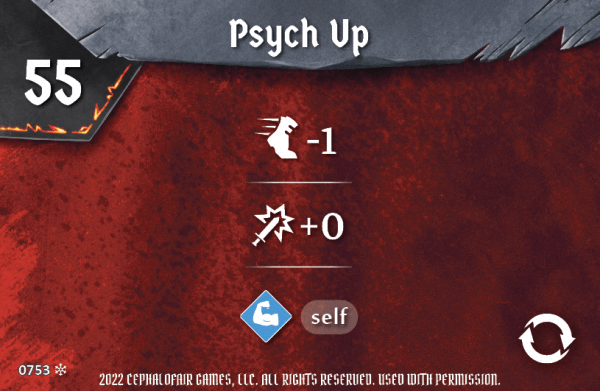 Psych Up
55
-1
+0
self
0753
2022 CEPHALOFAIR GAMES, LLC. ALL RIGHTS RESERVED. USED WITH PERMISSION.